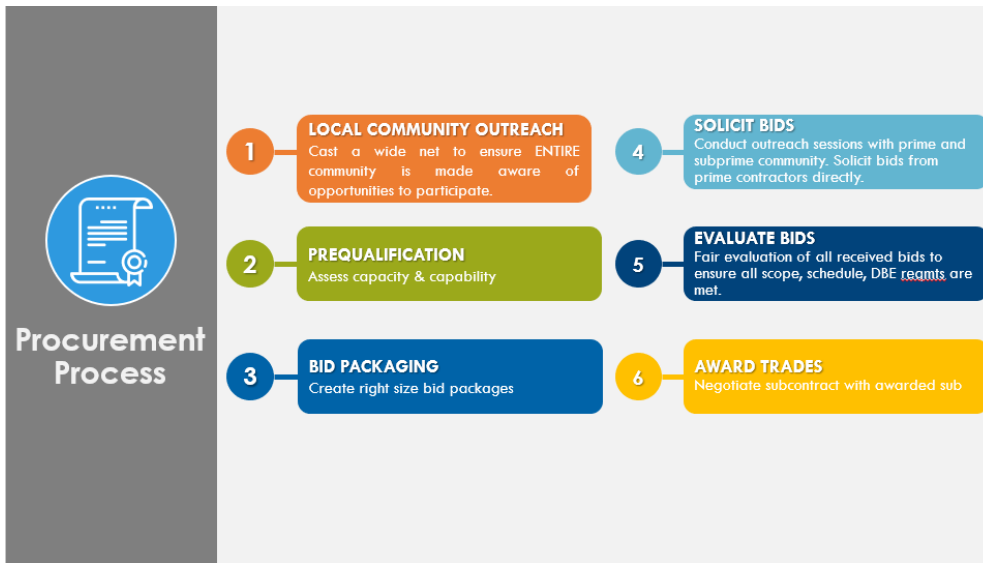 Procurement
Process
1
LOCAL COMMUNITY OUTREACH
Cast a wide net to ensure ENTIRE
community is made aware of
opportunities to participate.
2
PREQUALIFICATION
Assess capacity & capability
3
BID PACKAGING
Create right size bid packages
4
SOLICIT BIDS
Conduct outreach sessions with prime and
subprime community. Solicit bids from
prime contractors directly.
5
EVALUATE BIDS
Fair evaluation of all received bids to
ensure all scope, schedule, DBE reqmts are
met.
6
AWARD TRADES
Negotiate subcontract with awarded sub